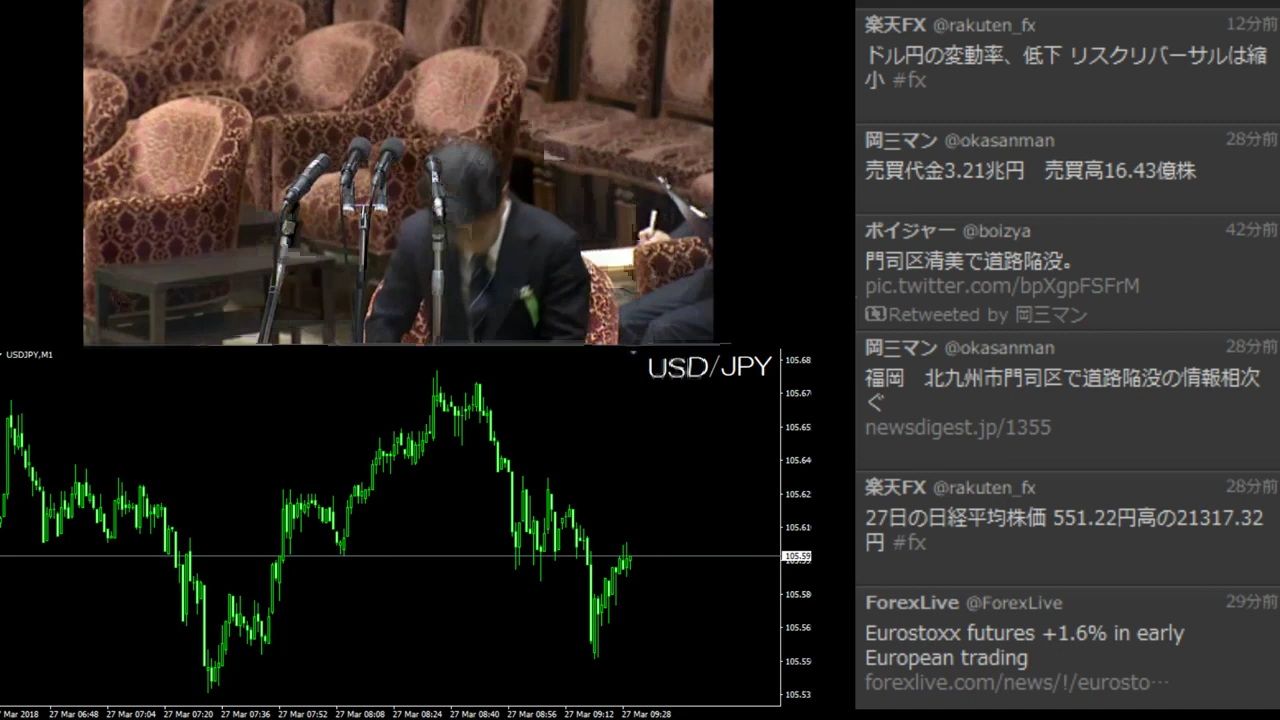 楽天FX @rakuten_fx 12分前
ドル円の変動率、低下 リスクリバーサルは縮
小 #fx
岡三マン @okasanman 28分前
売買代金3.21兆円 売買高16.43億株
ボイジャー @boizya 42分前
門司区清美で道路陥没。
pic.twitter.com/bpXgpFSFrM
Retweeted by 岡三マン
岡三マン @okasanman 28分前
福岡 北九州市門司区で道路陥没の情報相次
ぐ
newsdigest.jp/1355
楽天FX @rakuten_fx 28分前
27日の日経平均株価 551.22円高の21317.32
円 #fx
ForexLive @ForexLive 29分前
Eurostoxx futures +1.6% in early
European trading
forexlive.com/news/!/eurosto…
USDJPY,M1
USD/JPY
105.68
105.67
105.65
105.64
105.62
105.61
105.59
105.58
105.56
105.55
105.53
Mar 2018 27 Mar 06:48 27 Mar 07:04 27 Mar 07:20 27 Mar 07:36 27 Mar 07:52 27 Mar 08:08 27 Mar 08:24 27 Mar 08:40 27 Mar 08:56 27 Mar 09:12 27 Mar 09:28